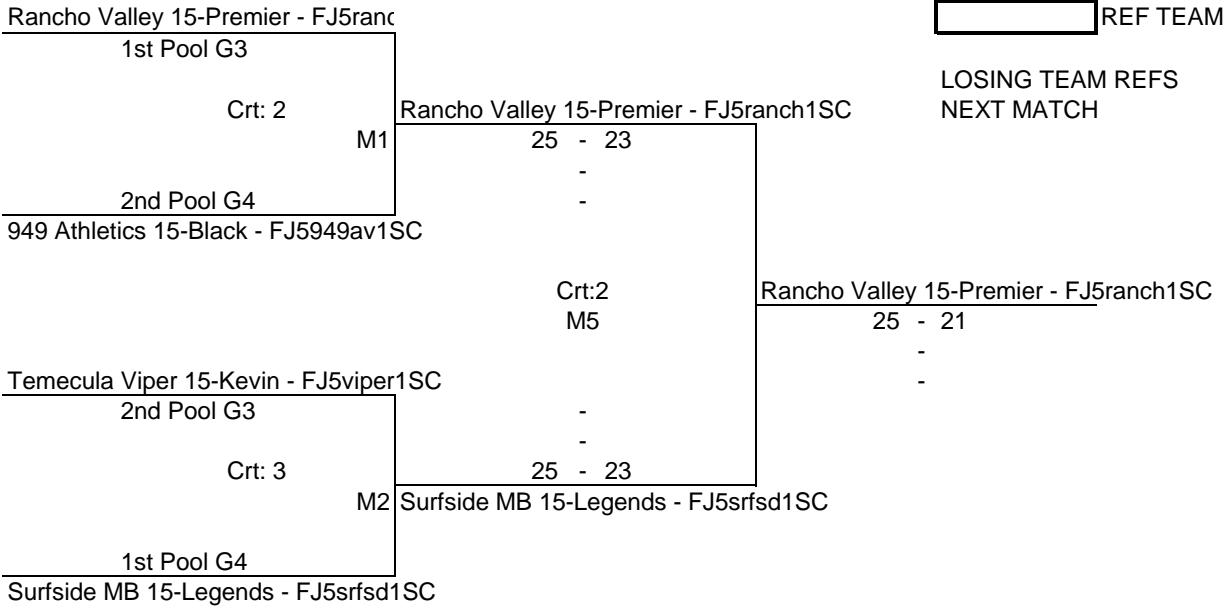 Rancho Valley 15-Premier - FJ5ranc
REF TEAM
1st Pool G3
LOSING TEAM REFS
Crt: 2
Rancho Valley 15-Premier - FJ5ranch1SC
NEXT MATCH
M1
25 - 23
-
2nd Pool G4
-
949 Athletics 15-Black - FJ5949av1SC
Crt:2
Rancho Valley 15-Premier - FJ5ranch1SC
M5
25 - 21
-
Temecula Viper 15-Kevin - FJ5viper1SC
-
2nd Pool G3
-
-
Crt: 3
25 - 23
M2
Surfside MB 15-Legends - FJ5srfsd1SC
1st Pool G4
Surfside MB 15-Legends - FJ5srfsd1SC